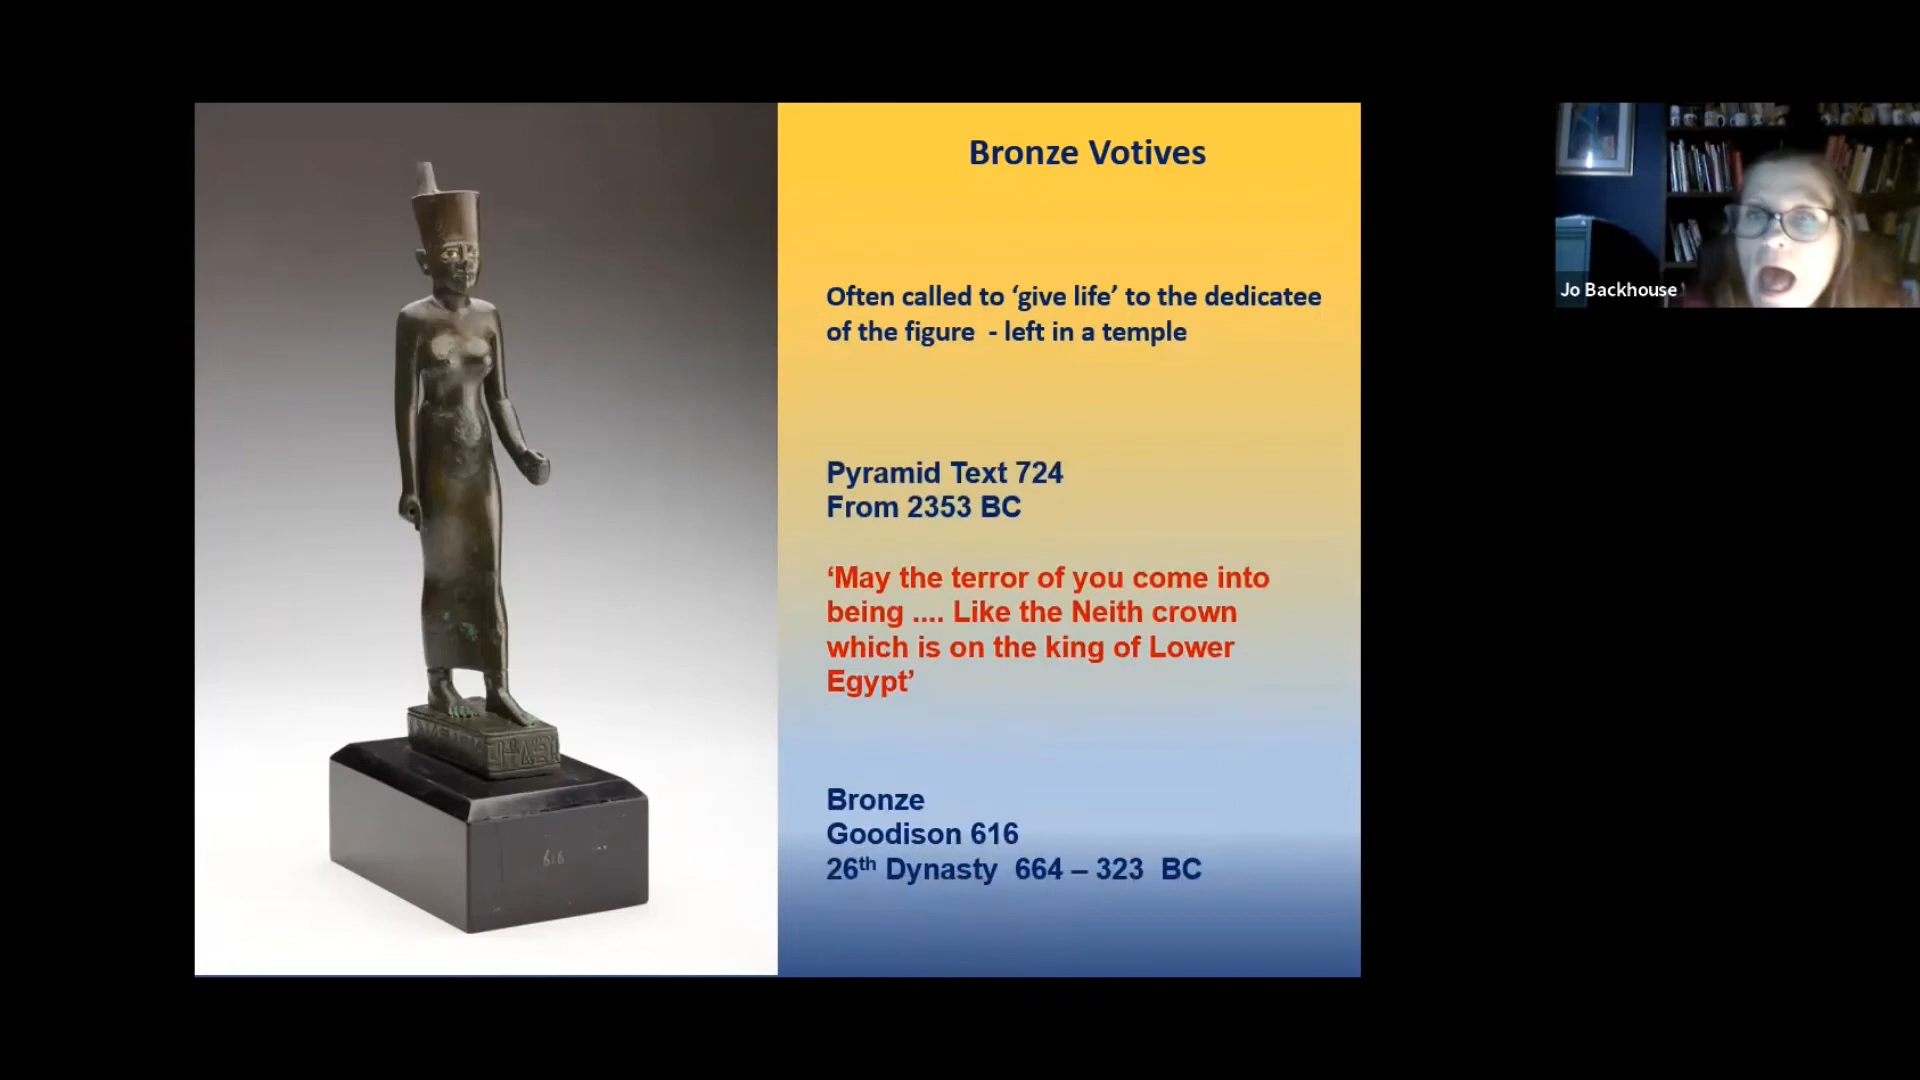 Bronze Votives
Often called to ‘give life’ to the dedicatee
of the figure - left in a temple
Pyramid Text 724
From 2353 BC
‘May the terror of you come into
being .... Like the Neith crown
which is on the king of Lower
Egypt’
Bronze
Goodison 616
26th Dynasty 664 – 323 BC
616
Jo Backhouse